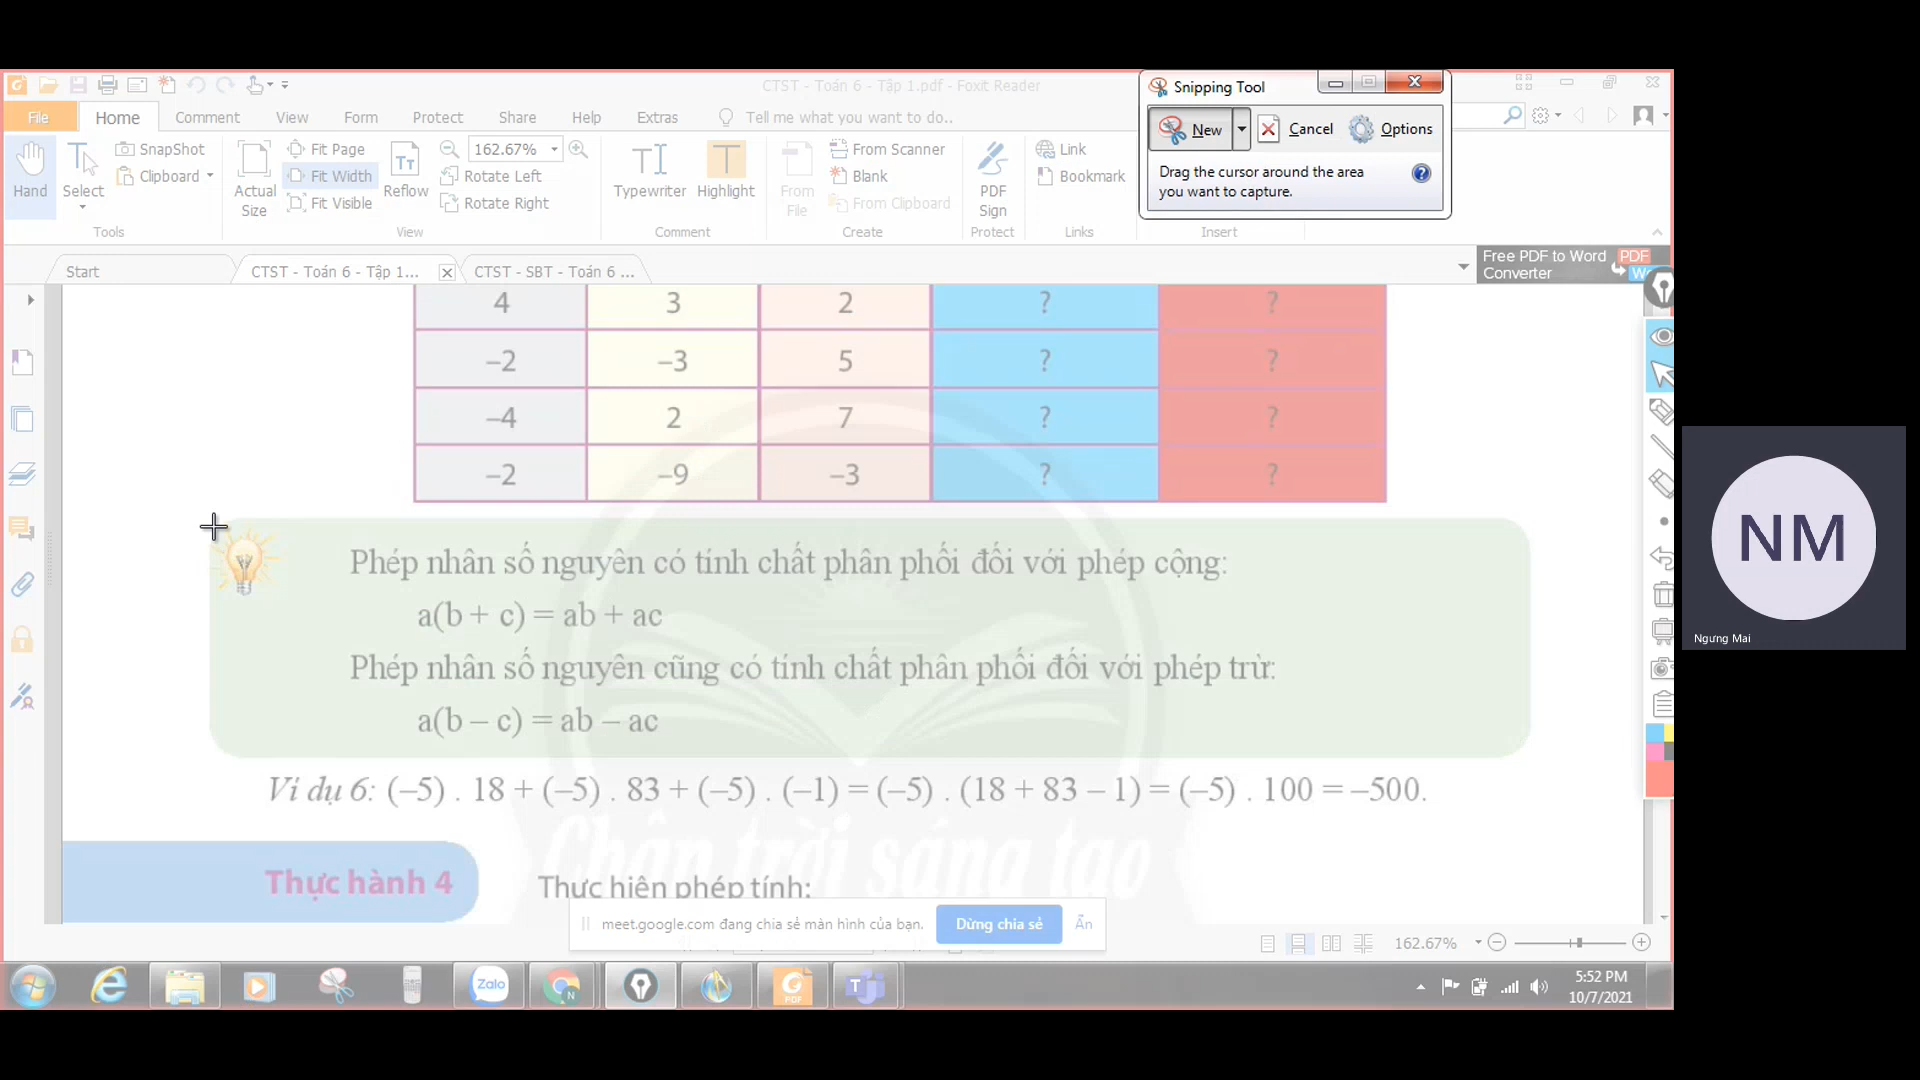 CTST - Toán 6 - Tập 1.pdf - Foxit Reader
Snipping Tool
File Home Comment View Form Protect Share Help Extras Tell me what you want to do..
New Cancel Options
Drag the cursor around the area
you want to capture.
Hand
Select
SnapShot
Clipboard
Tools
Actual
Size
Fit Page
Fit Width
Fit Visible
Reflow
162.67%
Rotate Left
Rotate Right
View
Typewriter
Highlight
Comment
From
File
From Scanner
Blank
From Clipboard
Create
PDF
Sign
Protect
Link
Bookmark
Links
Insert
Start
CTST - Toán 6 - Tập 1...
CTST - SBT - Toán 6 ...
Free PDF to Word
Converter
PDF
4 3 2 ? ?
–2 –3 5 ? ?
–4 2 7 ? ?
–2 –9 –3 ? ?
Phép nhân số nguyên có tính chất phân phối đối với phép cộng:
a(b + c) = ab + ac
Phép nhân số nguyên cũng có tính chất phân phối đối với phép trừ:
a(b – c) = ab – ac
Ví dụ 6: (–5) . 18 + (–5) . 83 + (–5) . (–1) = (–5) . (18 + 83 – 1) = (–5) . 100 = –500.
Chân trời sáng tạo
Thực hành 4
Thực hiện phép tính:
meet.google.com đang chia sẻ màn hình của bạn.
Dừng chia sẻ
Ẩn
162.67%
Zalo
5:52 PM
10/7/2021
NM
Ngưng Mai